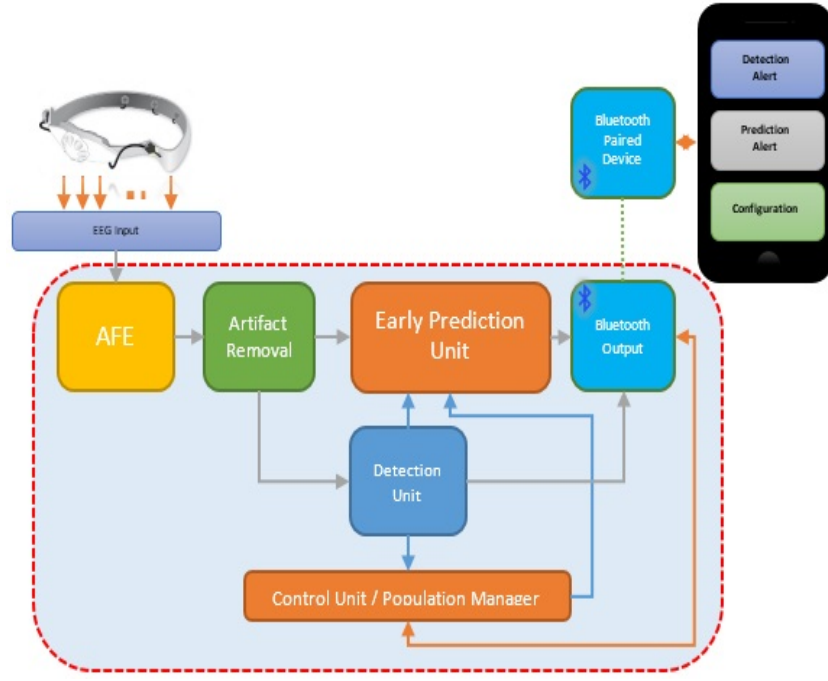 Detection
Alert
Prediction
Alert
Configuration
Bluetooth
Paired
Device
EEG Input
AFE
Artifact
Removal
Early Prediction
Unit
Bluetooth
Output
Detection
Unit
Control Unit / Population Manager